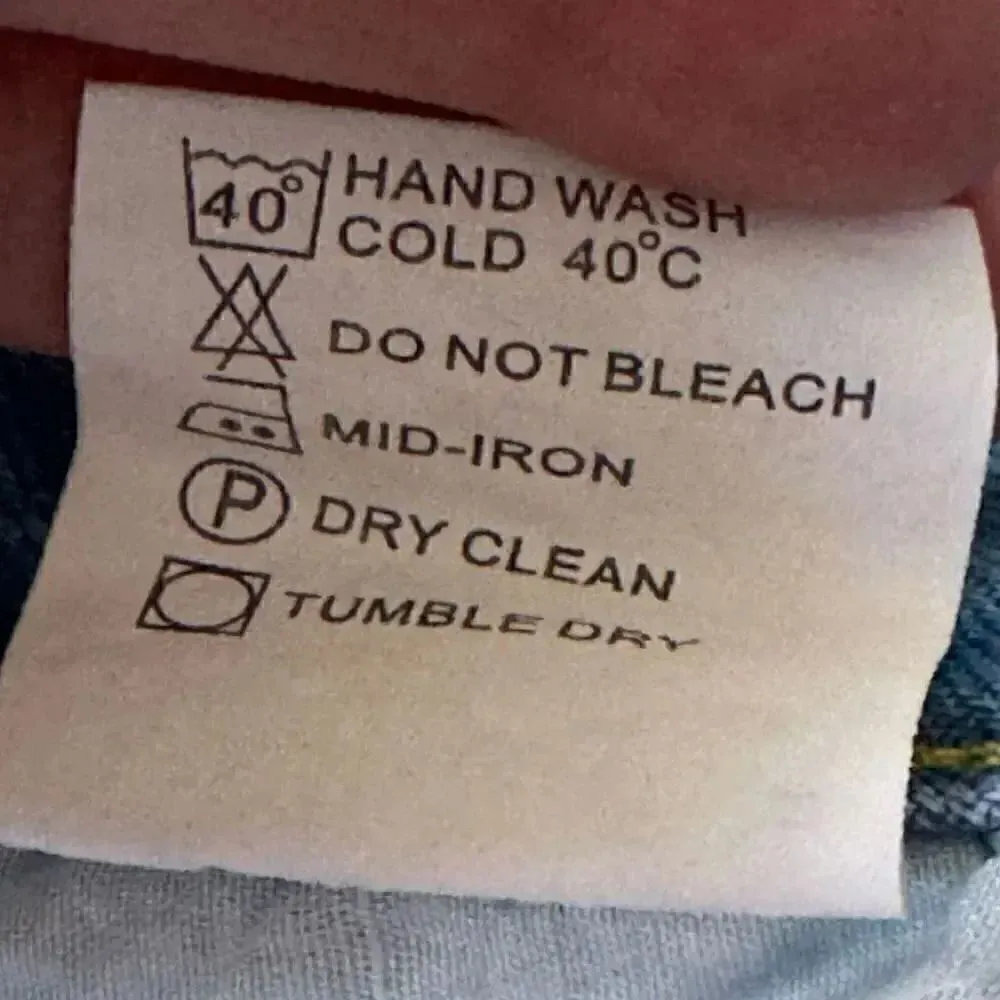 40° HAND WASH
COLD 40°C
DO NOT BLEACH
MID-IRON
P DRY CLEAN
TUMBLE DRY